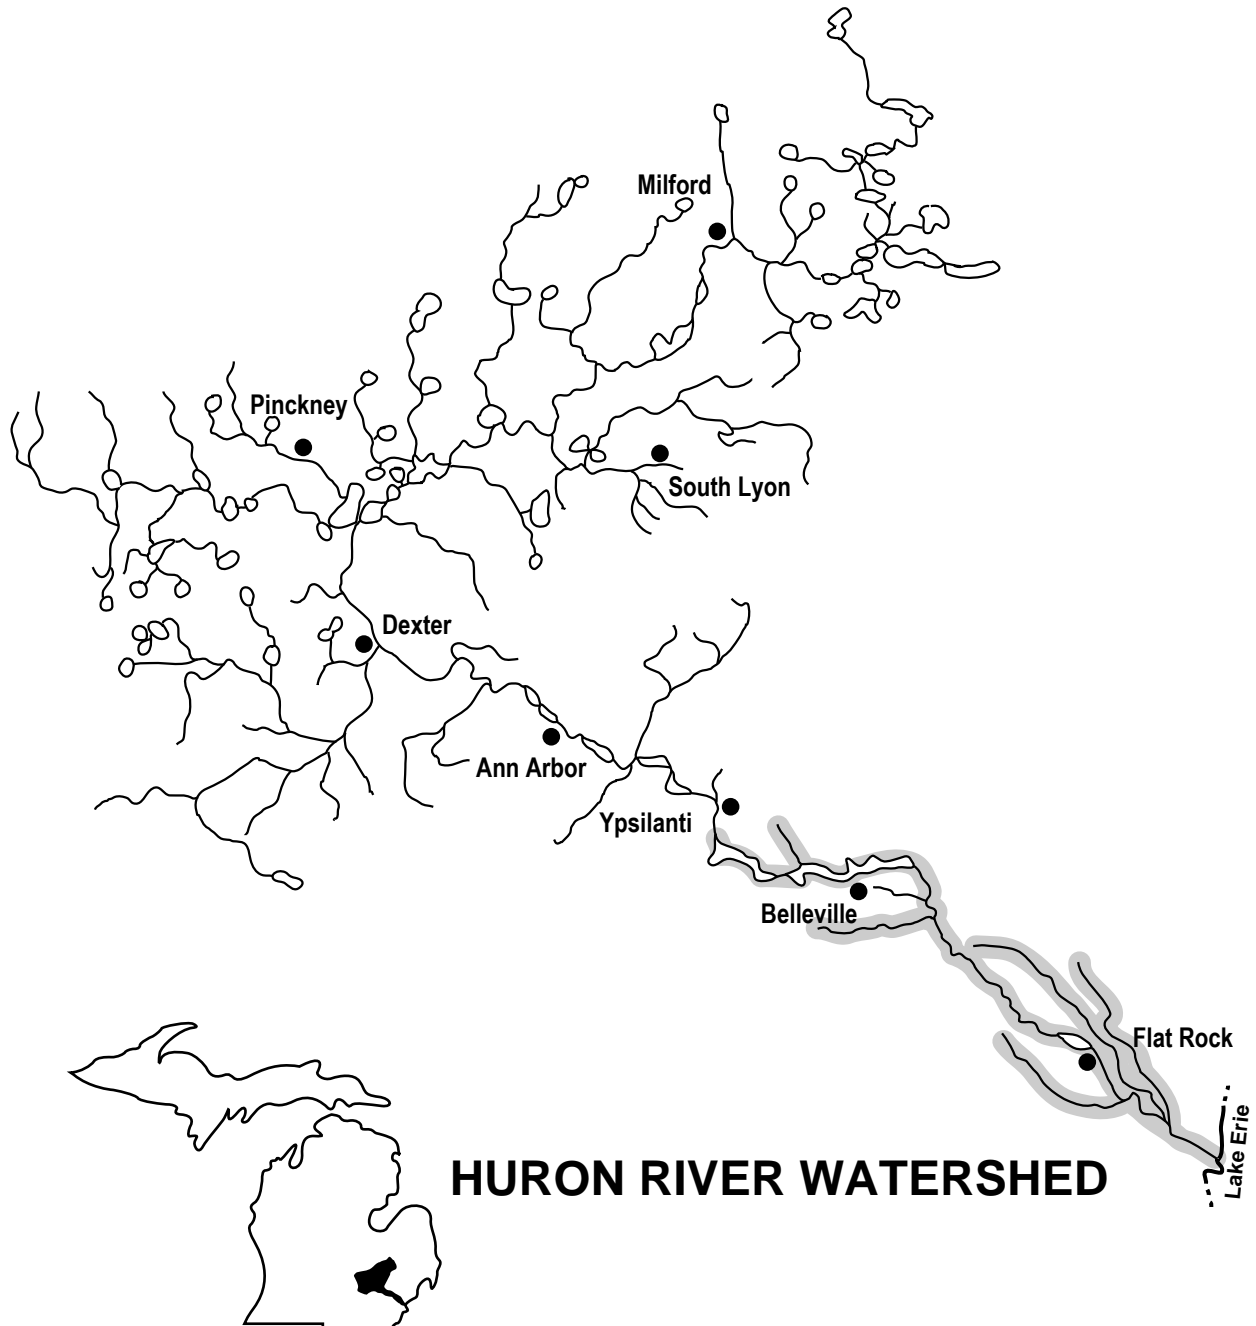 Milford
Pinckney
South Lyon
Dexter
Ann Arbor
Ypsilanti
Belleville
Flat Rock
Lake Erie
HURON RIVER WATERSHED